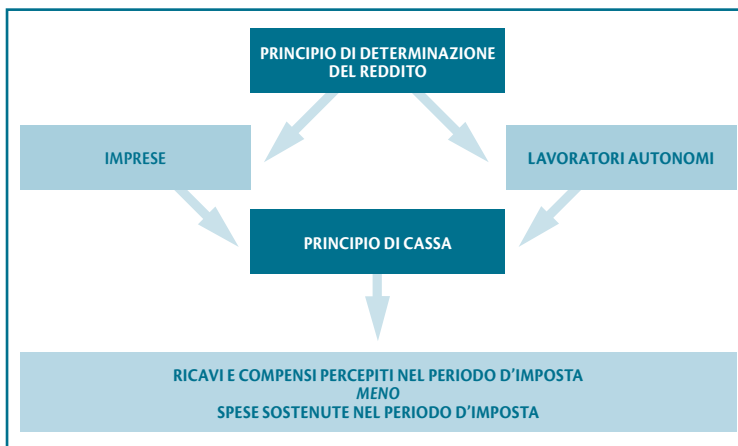 PRINCIPIO DI DETERMINAZIONE
DEL REDDITO
IMPRESE
LAVORATORI AUTONOMI
PRINCIPIO DI CASSA
RICAVI E COMPENSI PERCEPITI NEL PERIODO D'IMPOSTA
MENO
SPESE SOSTENUTE NEL PERIODO D'IMPOSTA